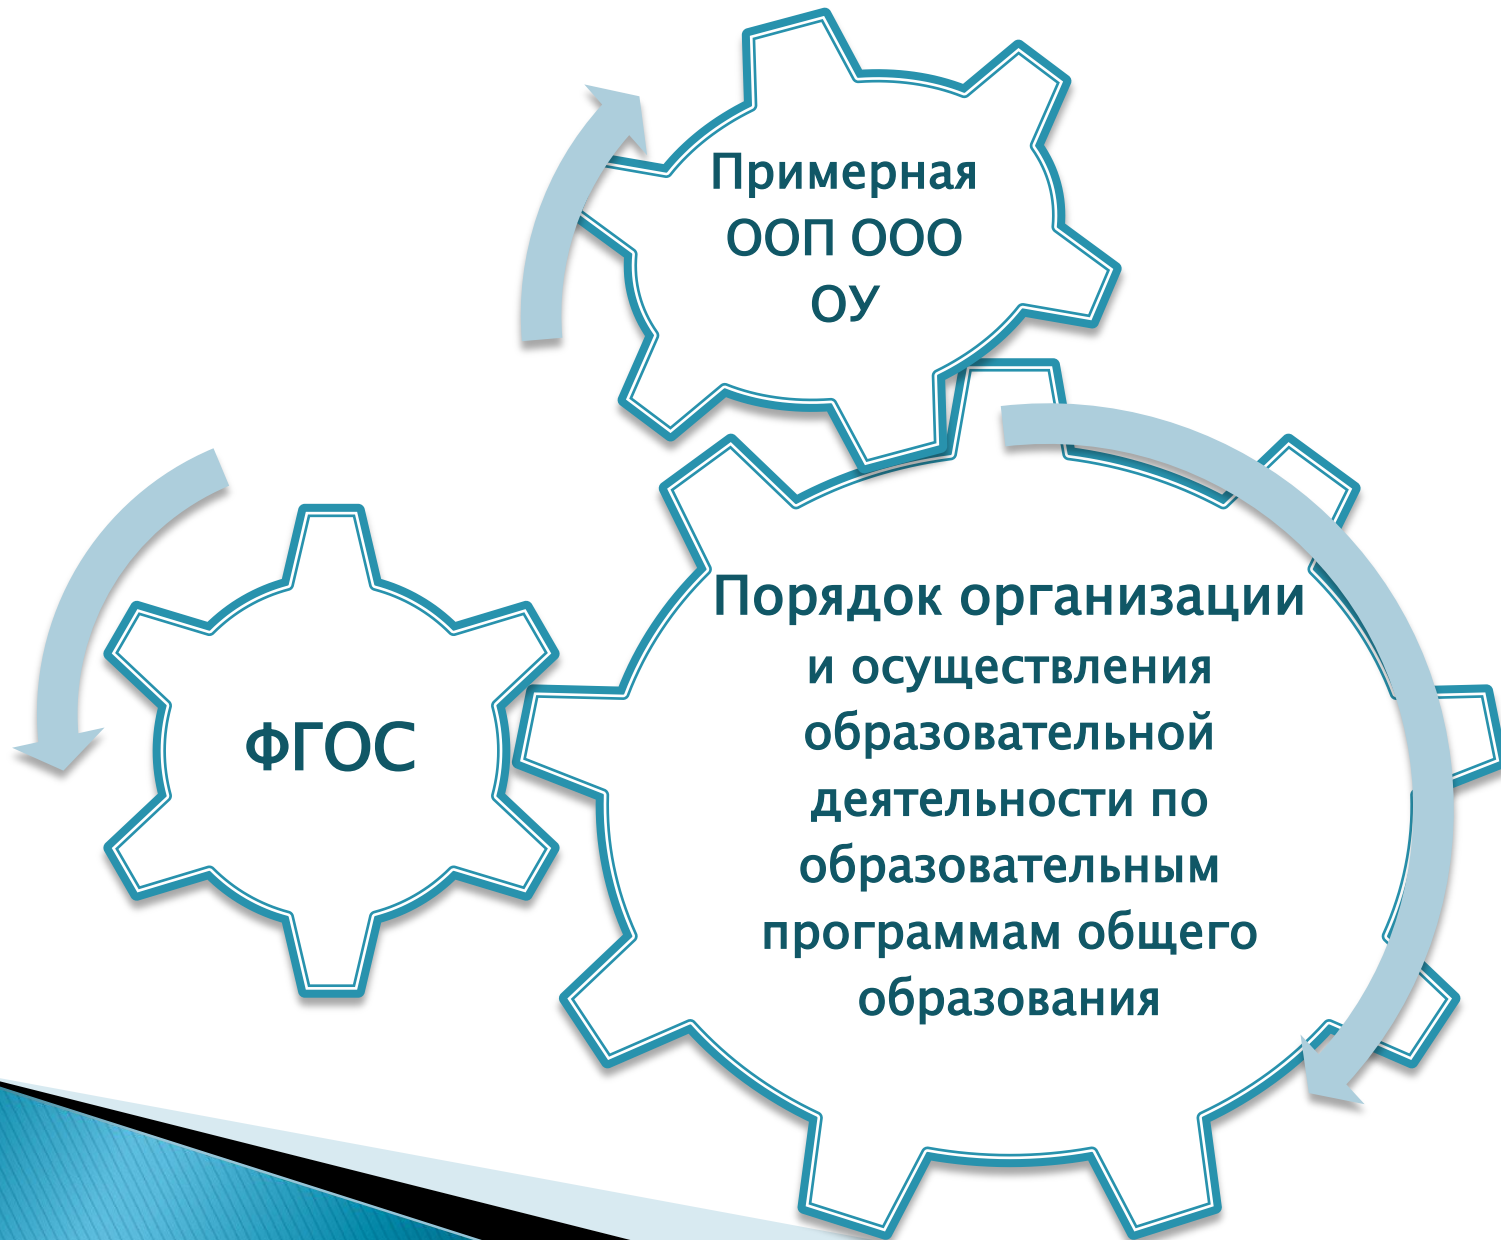 Примерная
ООП ООО
ОУ
ФГОС
Порядок организации
и осуществления
образовательной
деятельности по
образовательным
программам общего
образования